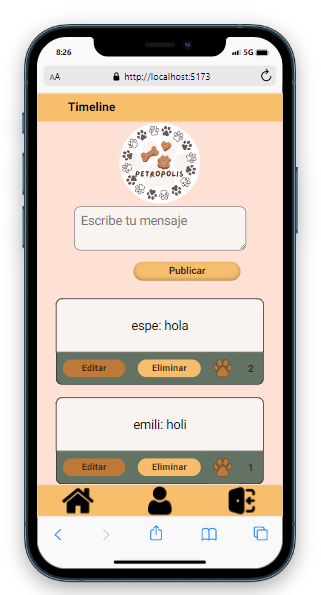 8:26
5G
AA
http://localhost:5173
Timeline
PETROPOLIS
Escribe tu mensaje
Publicar
espe: hola
Editar
Eliminar
2
emili: holi
Editar
Eliminar
1